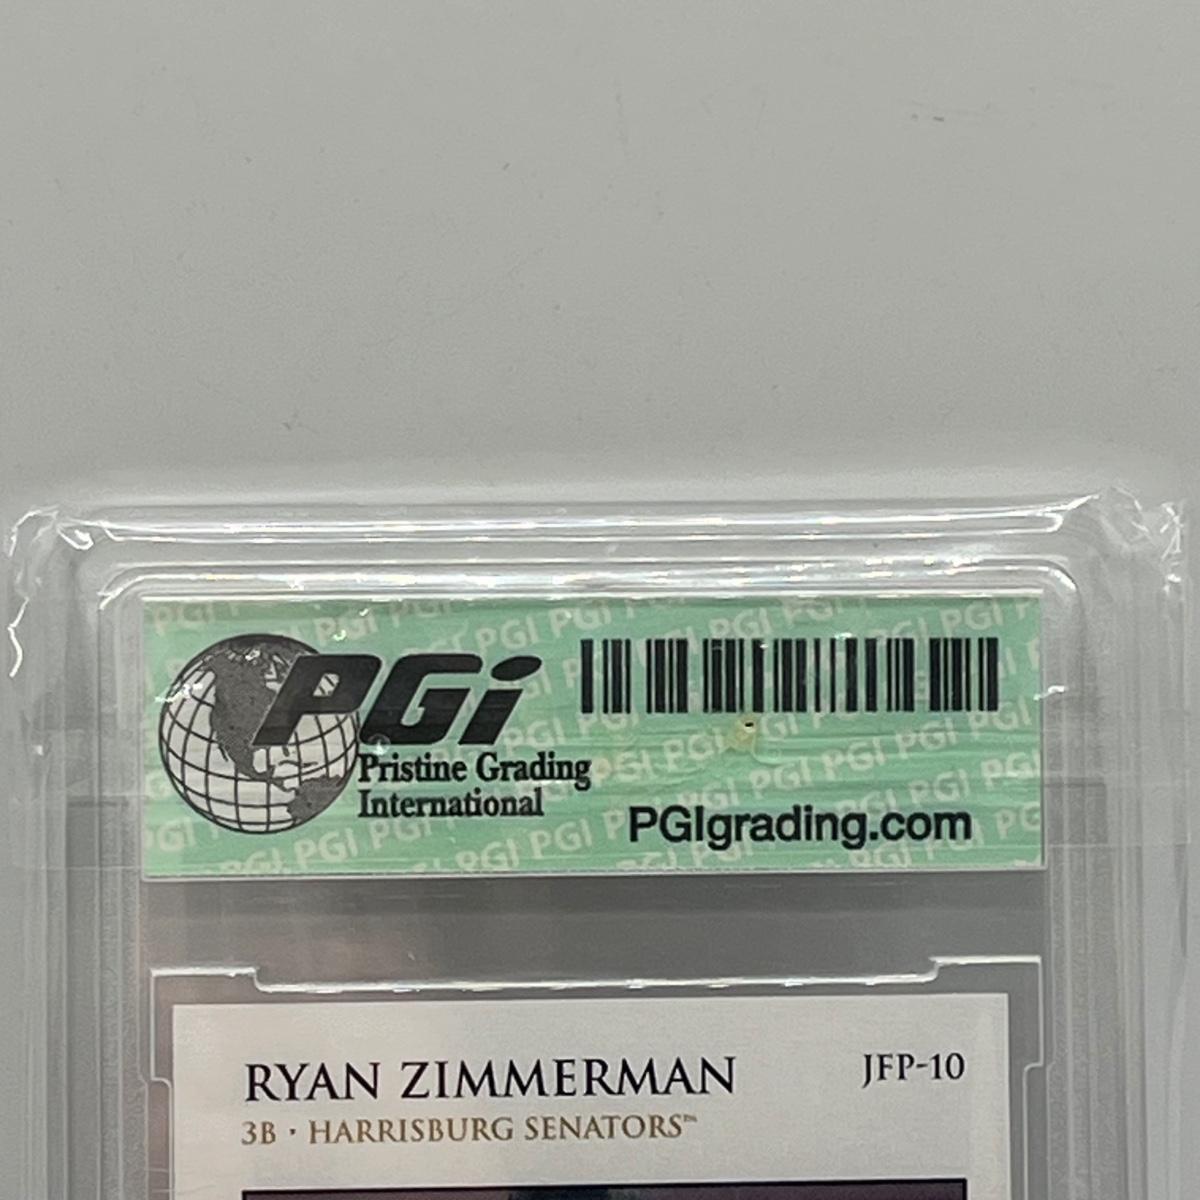 PGi
Pristine Grading
International
PGIgrading.com
RYAN ZIMMERMAN
JFP-10
3B · HARRISBURG SENATORS™